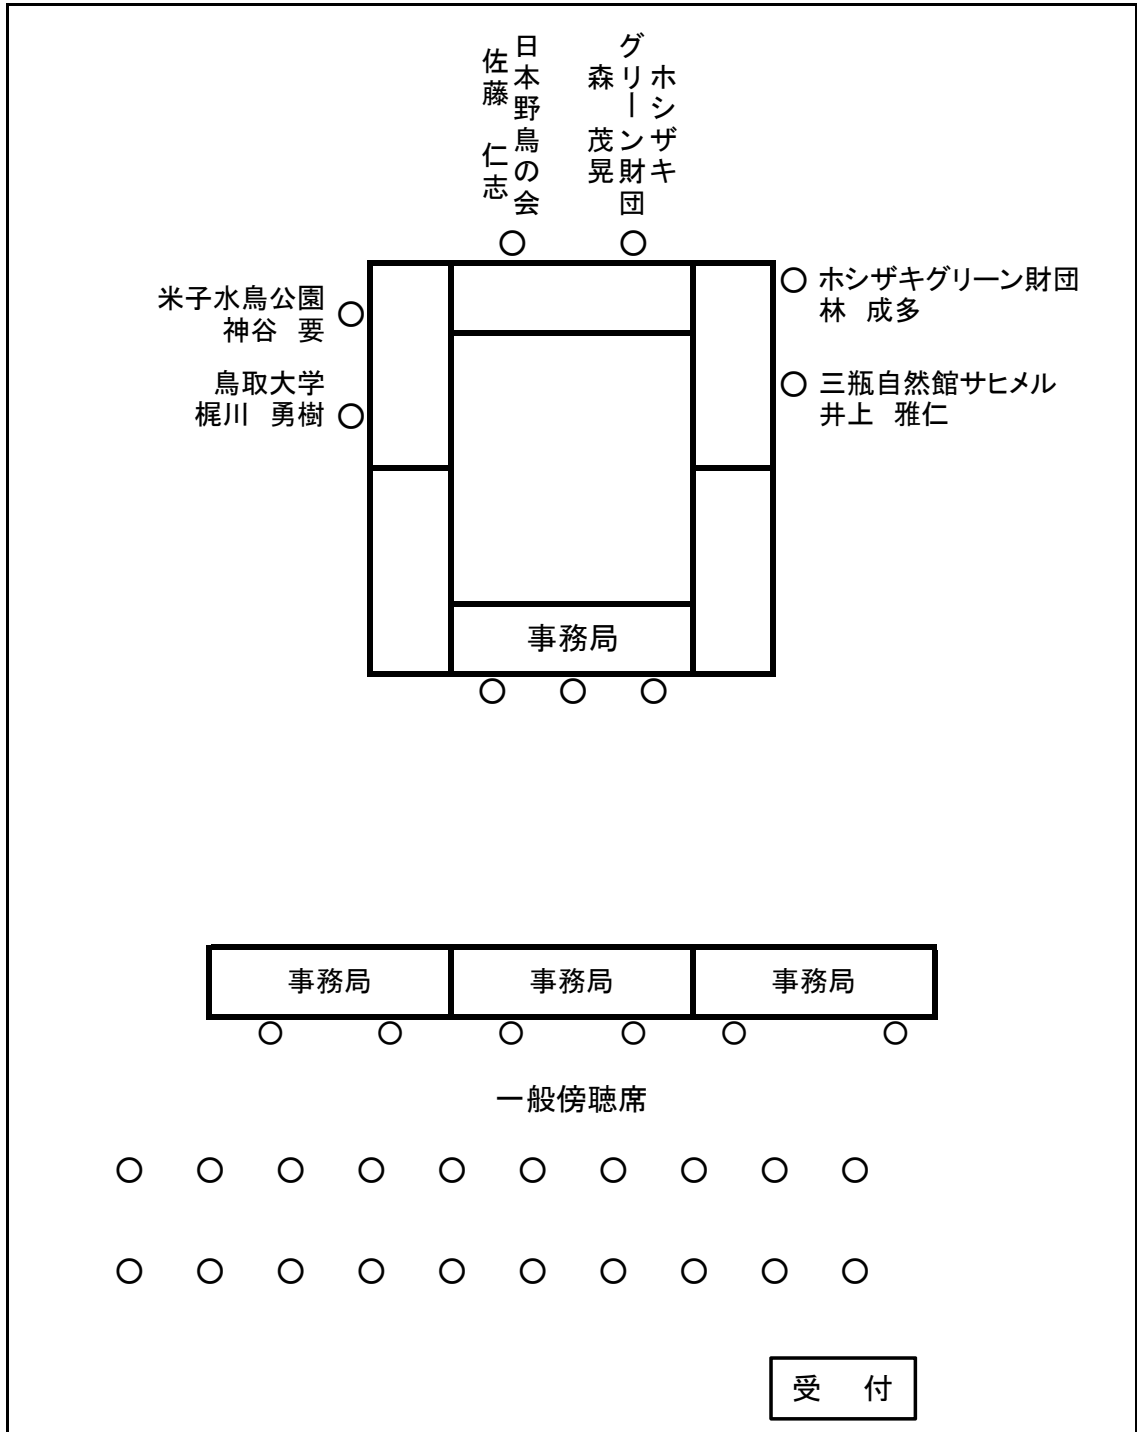 日本野鳥の会
佐藤　仁志
ホシザキ
グリーン財団
森　茂晃
米子水鳥公園
神谷　要
鳥取大学
梶川　勇樹
ホシザキグリーン財団
林　成多
三瓶自然館サヒメル
井上　雅仁
事務局
事務局
事務局
事務局
一般傍聴席
受　付